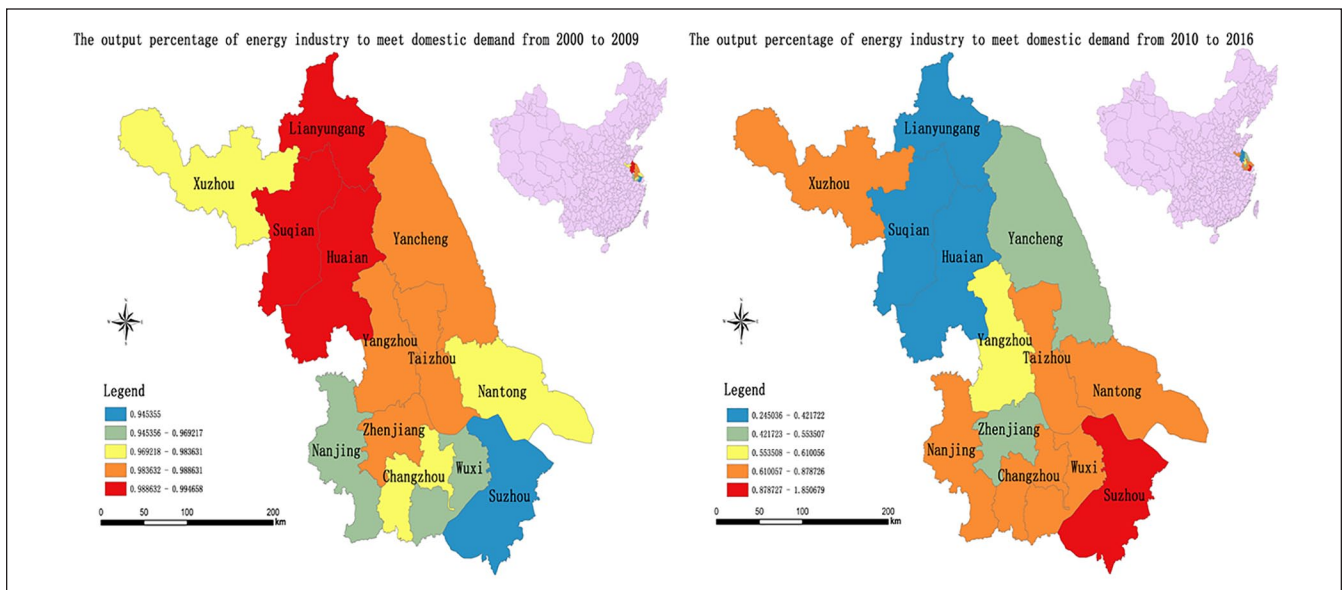 The output percentage of energy industry to meet domestic demand from 2000 to 2009
Lianyungang
Xuzhou
Suqian
Huaian
Yancheng
Yangzhou
Taizhou
Nantong
Zhenjiang
Nanjing
Changzhou
Wuxi
Suzhou
Legend
0.945355
0.945356 - 0.969217
0.969218 - 0.983631
0.983632 - 0.988631
0.988632 - 0.994658
0 50 100 200
km
The output percentage of energy industry to meet domestic demand from 2010 to 2016
Lianyungang
Xuzhou
Suqian
Huaian
Yancheng
Yangzhou
Taizhou
Nantong
Zhenjiang
Nanjing
Changzhou
Wuxi
Suzhou
Legend
0.245036 - 0.421722
0.421723 - 0.553507
0.553508 - 0.610056
0.610057 - 0.878726
0.878727 - 1.850679
0 50 100 200
km